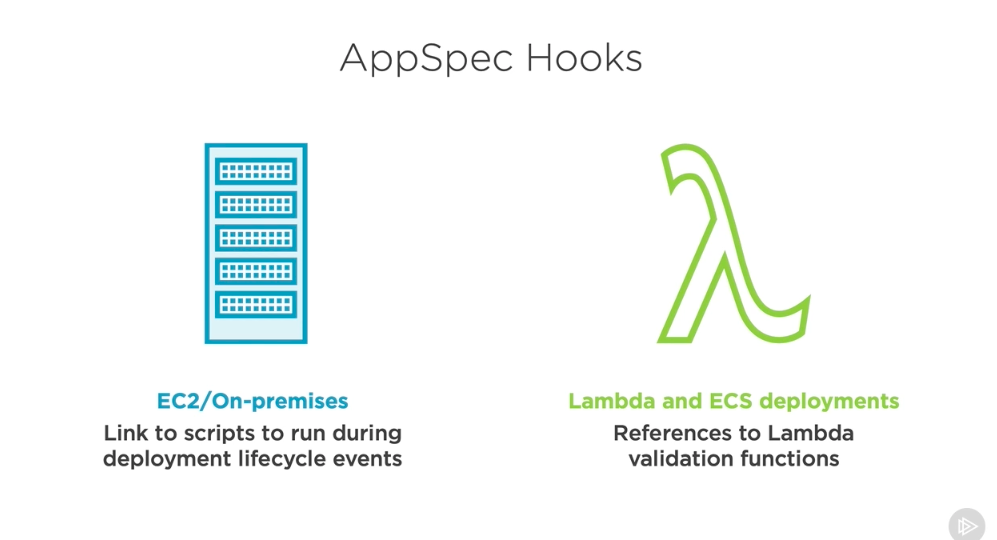 AppSpec Hooks
EC2/On-premises
Link to scripts to run during
deployment lifecycle events
Lambda and ECS deployments
References to Lambda
validation functions